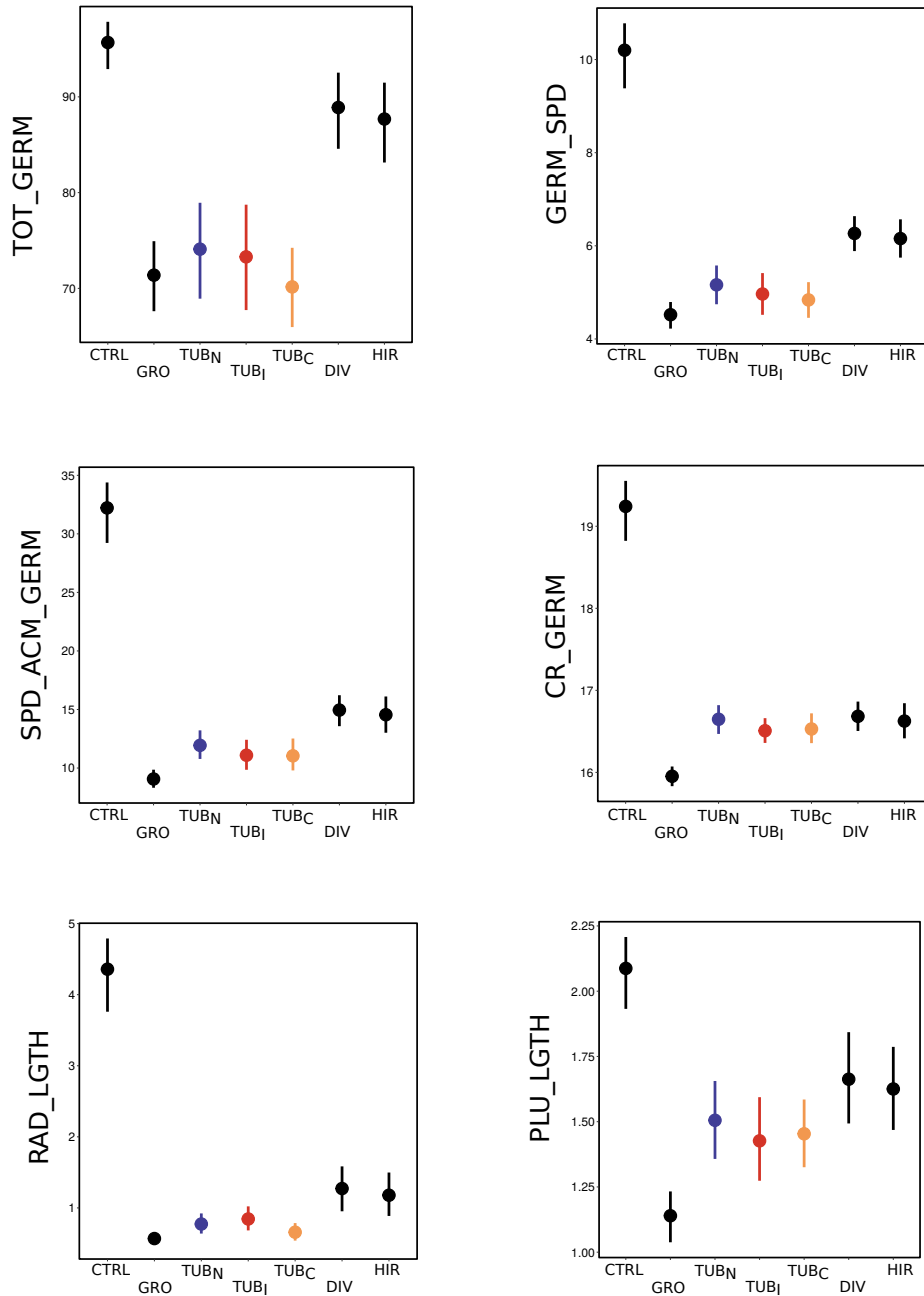 TOT_GERM
90
80
70
CTRL GRO TUBN TUBI TUBC DIV HIR
GERM_SPD
10
8
6
4
CTRL GRO TUBN TUBI TUBC DIV HIR
SPD_ACM_GERM
35
30
25
20
15
10
CTRL GRO TUBN TUBI TUBC DIV HIR
CR_GERM
19
18
17
16
CTRL GRO TUBN TUBI TUBC DIV HIR
RAD_LGTH
5
4
3
2
1
CTRL GRO TUBN TUBI TUBC DIV HIR
PLU_LGTH
2.25
2.00
1.75
1.50
1.25
1.00
CTRL GRO TUBN TUBI TUBC DIV HIR